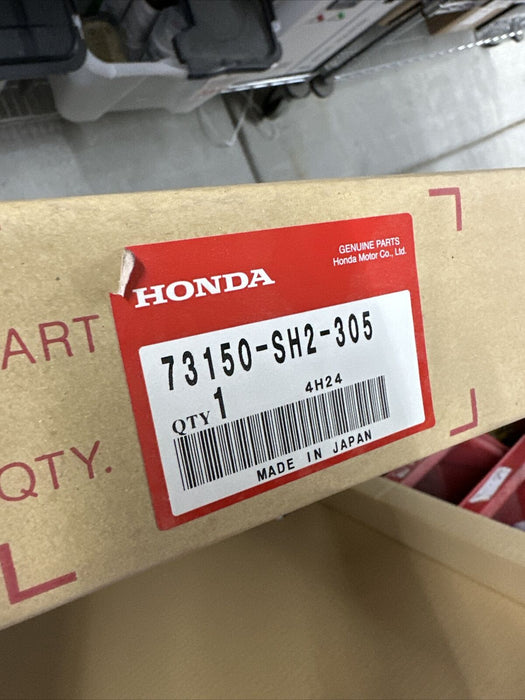 GENUINE PARTS
Honda Motor Co., Ltd.
HONDA
73150-SH2-305
4H24
QTY 1
MADE IN JAPAN
ART
QTY.